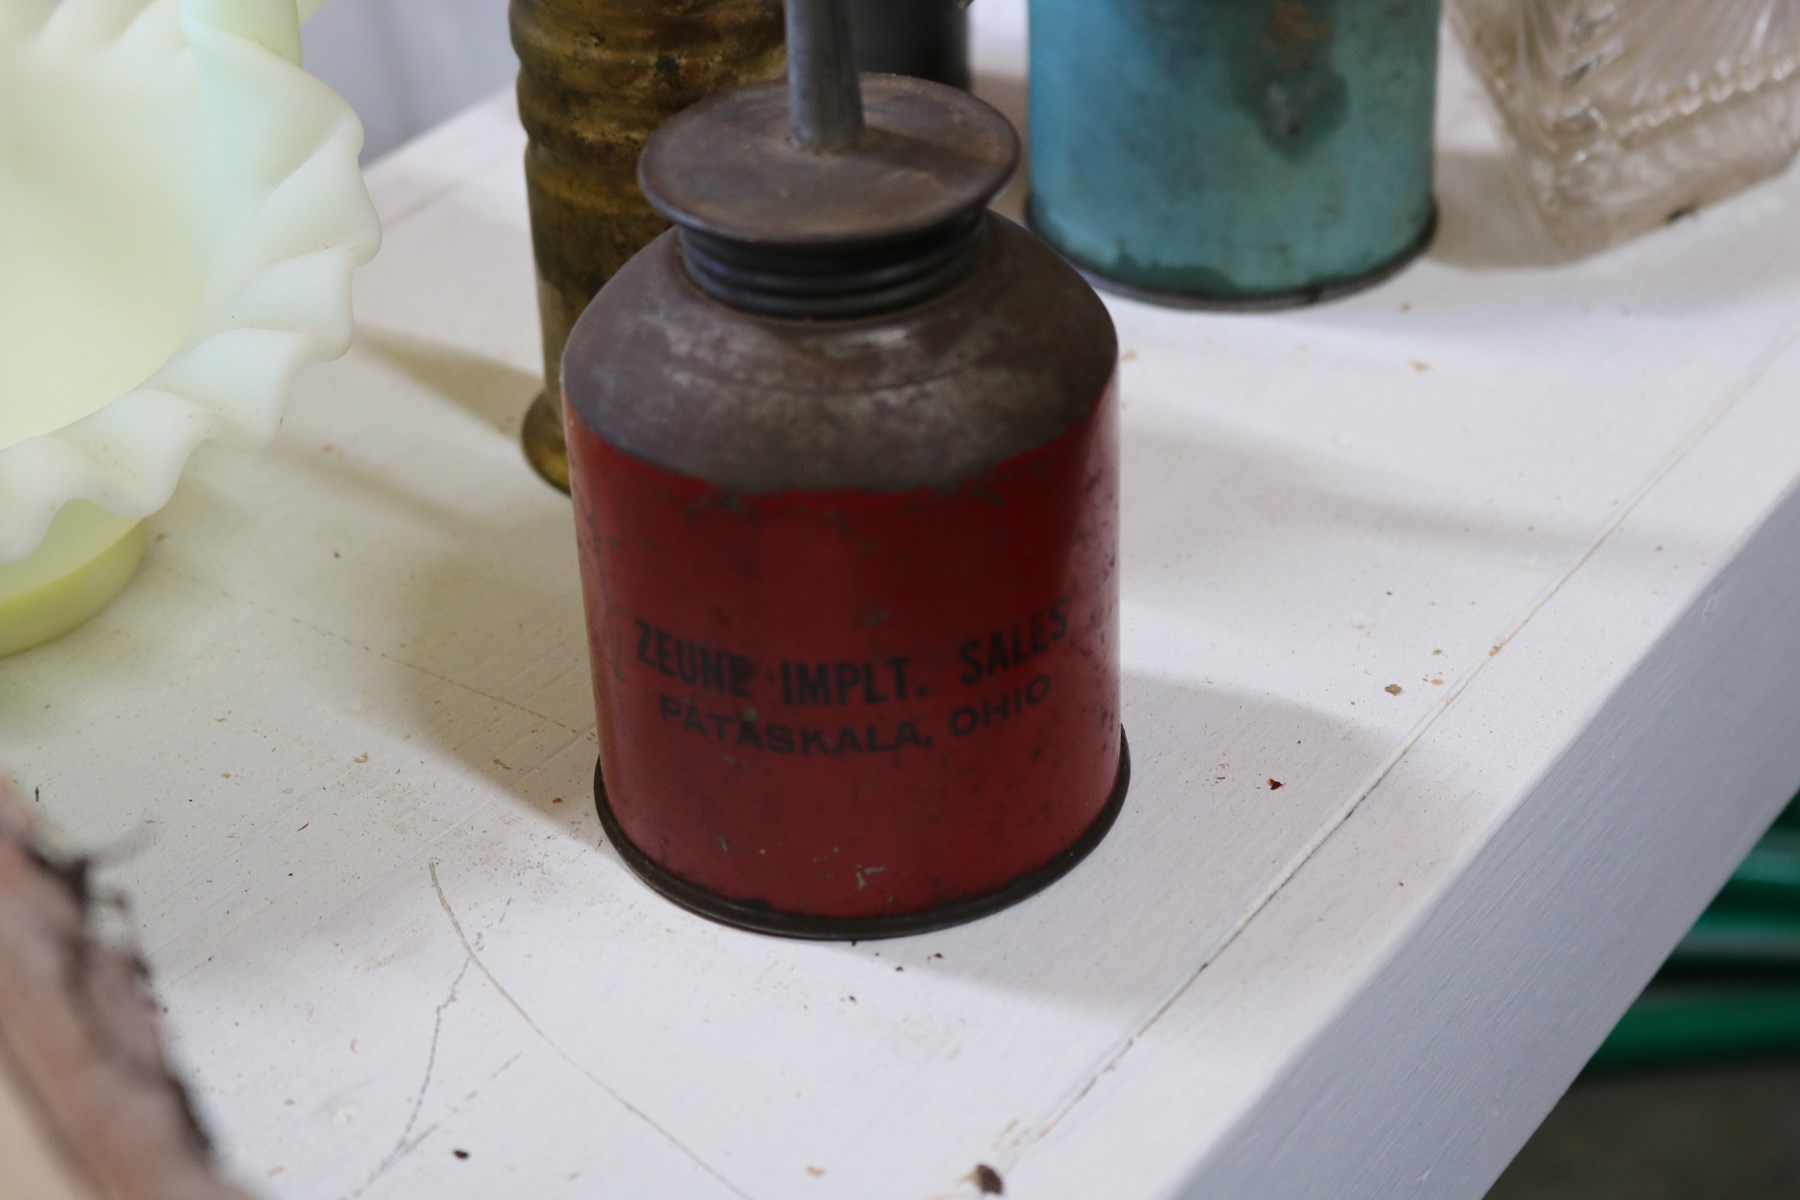 ZEUNE IMPLT. SALES
PATASKALA, OHIO